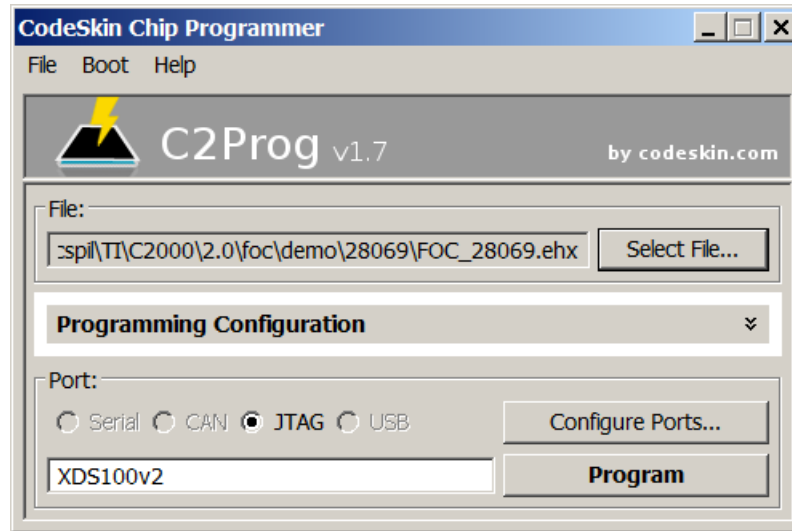 CodeSkin Chip Programmer
File Boot Help
C2Prog v1.7
by codeskin.com
File:
spil\TI\C2000\2.0\foc\demo\28069\FOC_28069.ehx
Select File...
Programming Configuration
Port:
Serial CAN JTAG USB
Configure Ports...
XDS100v2
Program